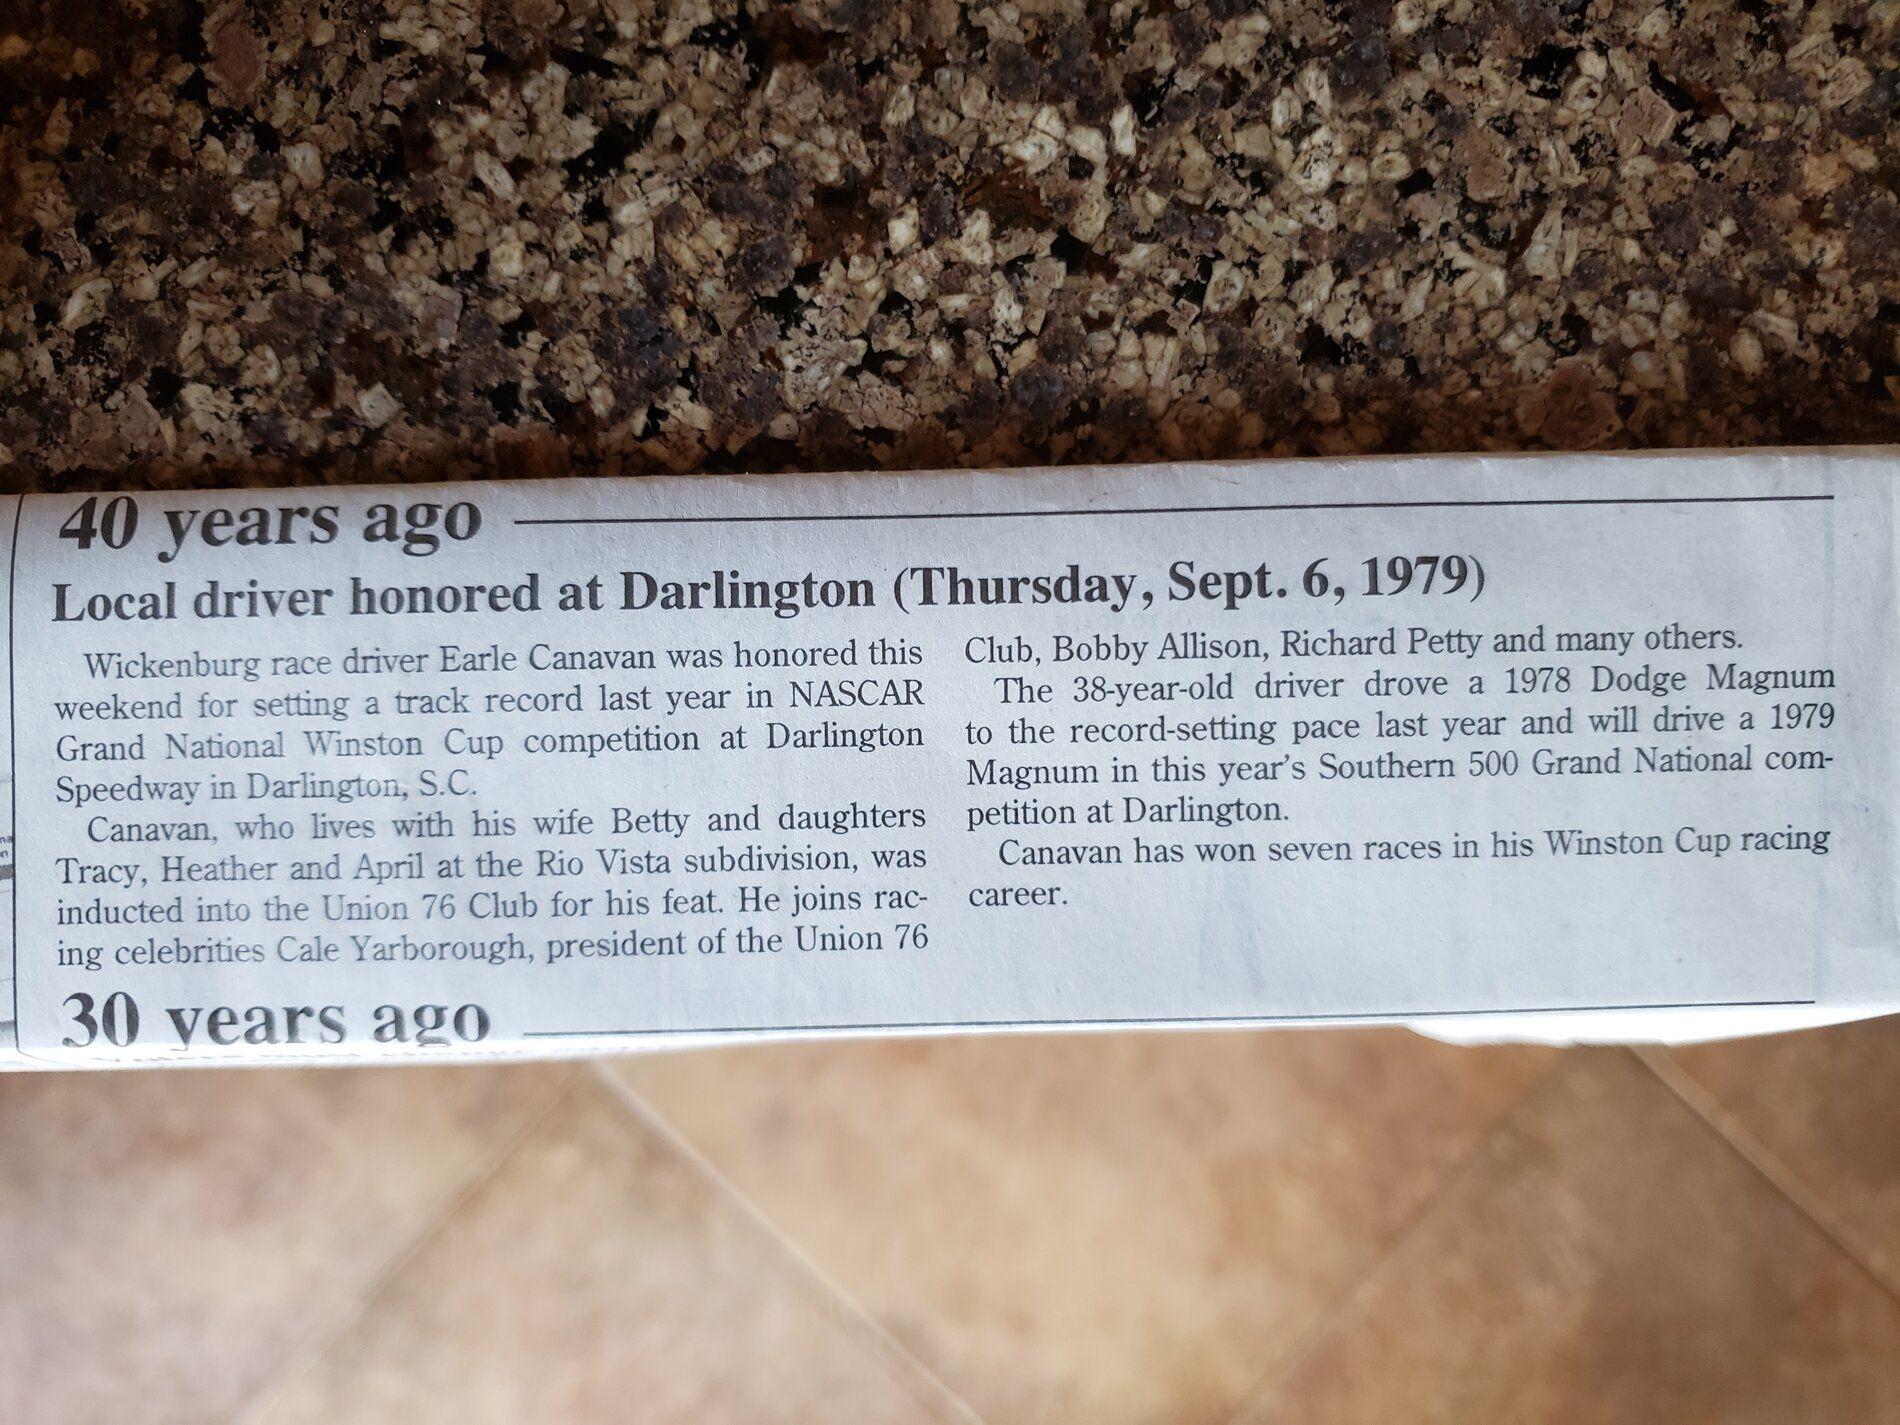 40 years ago
Local driver honored at Darlington (Thursday, Sept. 6, 1979)
Wickenburg race driver Earle Canavan was honored this
weekend for setting a track record last year in NASCAR
Grand National Winston Cup competition at Darlington
Speedway in Darlington, S.C.
Canavan, who lives with his wife Betty and daughters
Tracy, Heather and April at the Rio Vista subdivision, was
inducted into the Union 76 Club for his feat. He joins rac-
ing celebrities Cale Yarborough, president of the Union 76
Club, Bobby Allison, Richard Petty and many others.
The 38-year-old driver drove a 1978 Dodge Magnum
to the record-setting pace last year and will drive a 1979
Magnum in this year's Southern 500 Grand National com-
petition at Darlington.
Canavan has won seven races in his Winston Cup racing
career.
30 years ago